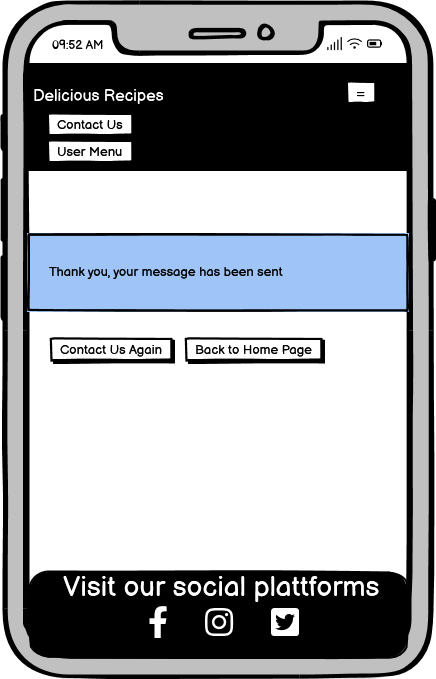 09:52 AM
Delicious Recipes
=
Contact Us
User Menu
Thank you, your message has been sent
Contact Us Again
Back to Home Page
Visit our social plattforms